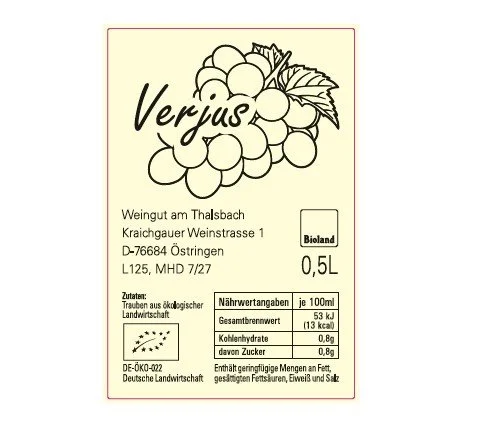 Verjus
Weingut am Thalsbach
Kraichgauer Weinstrasse 1
D-76684 Östringen
L125, MHD 7/27
Bioland
0,5L
Zutaten:
Trauben aus ökologischer
Landwirtschaft
DE-ÖKO-022
Deutsche Landwirtschaft
Nährwertangaben je 100ml
Gesamtbrennwert 53 kJ
(13 kcal)
Kohlenhydrate 0,8g
davon Zucker 0,8g
Enthält geringfügige Mengen an Fett,
gesättigten Fettsäuren, Eiweiß und Salz